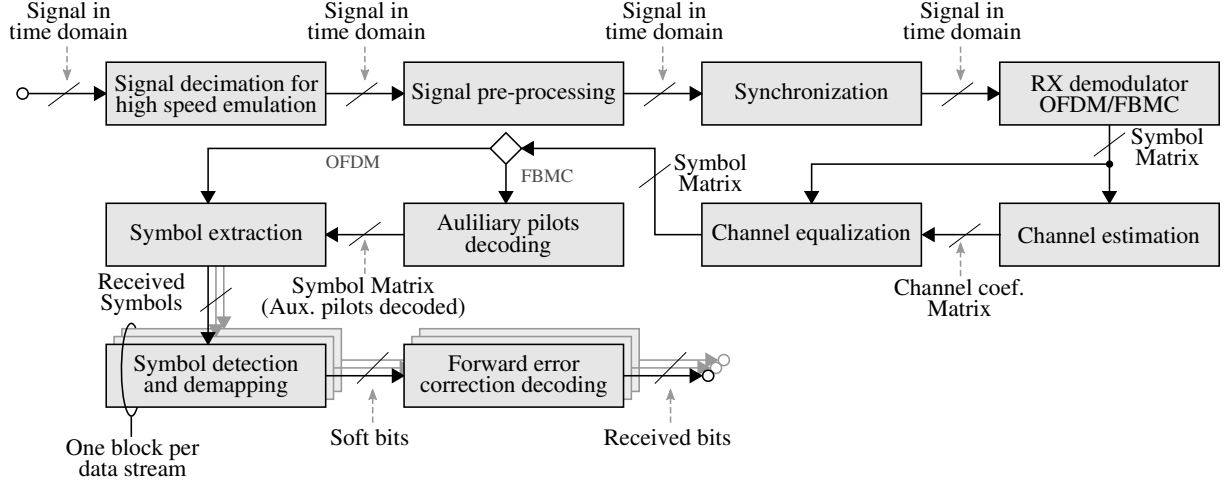 Signal in
time domain
Signal in
time domain
Signal in
time domain
Signal in
time domain
Signal decimation for
high speed emulation
Signal pre-processing
Synchronization
RX demodulator
OFDM/FBMC
Symbol
Matrix
OFDM
FBMC
Symbol
Matrix
Symbol extraction
Auliliary pilots
decoding
Channel equalization
Channel estimation
Received
Symbols
Symbol Matrix
(Aux. pilots decoded)
Channel coef.
Matrix
Symbol detection
and demapping
Forward error
correction decoding
One block per
data stream
Soft bits
Received bits